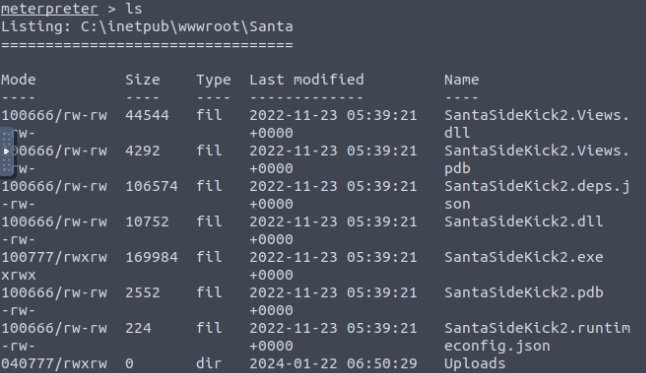 meterpreter > ls
Listing: C:\inetpub\wwwroot\Santa
=================================
Mode Size Type Last modified Name
---- ---- ---- ------------- ----
100666/rw-rw 44544 fil 2022-11-23 05:39:21 SantaSideKick2.Views.
rw- +0000 dll
00666/rw-rw 4292 fil 2022-11-23 05:39:21 SantaSideKick2.Views.
rw- +0000 pdb
100666/rw-rw 106574 fil 2022-11-23 05:39:21 SantaSideKick2.deps.j
-rw- +0000 son
100666/rw-rw 10752 fil 2022-11-23 05:39:21 SantaSideKick2.dll
-rw- +0000
100777/rwxrw 169984 fil 2022-11-23 05:39:21 SantaSideKick2.exe
xrwx +0000
100666/rw-rw 2552 fil 2022-11-23 05:39:21 SantaSideKick2.pdb
-rw- +0000
100666/rw-rw 224 fil 2022-11-23 05:39:21 SantaSideKick2.runtim
-rw- +0000 econfig.json
040777/rwxrw 0 dir 2024-01-22 06:50:29 Uploads